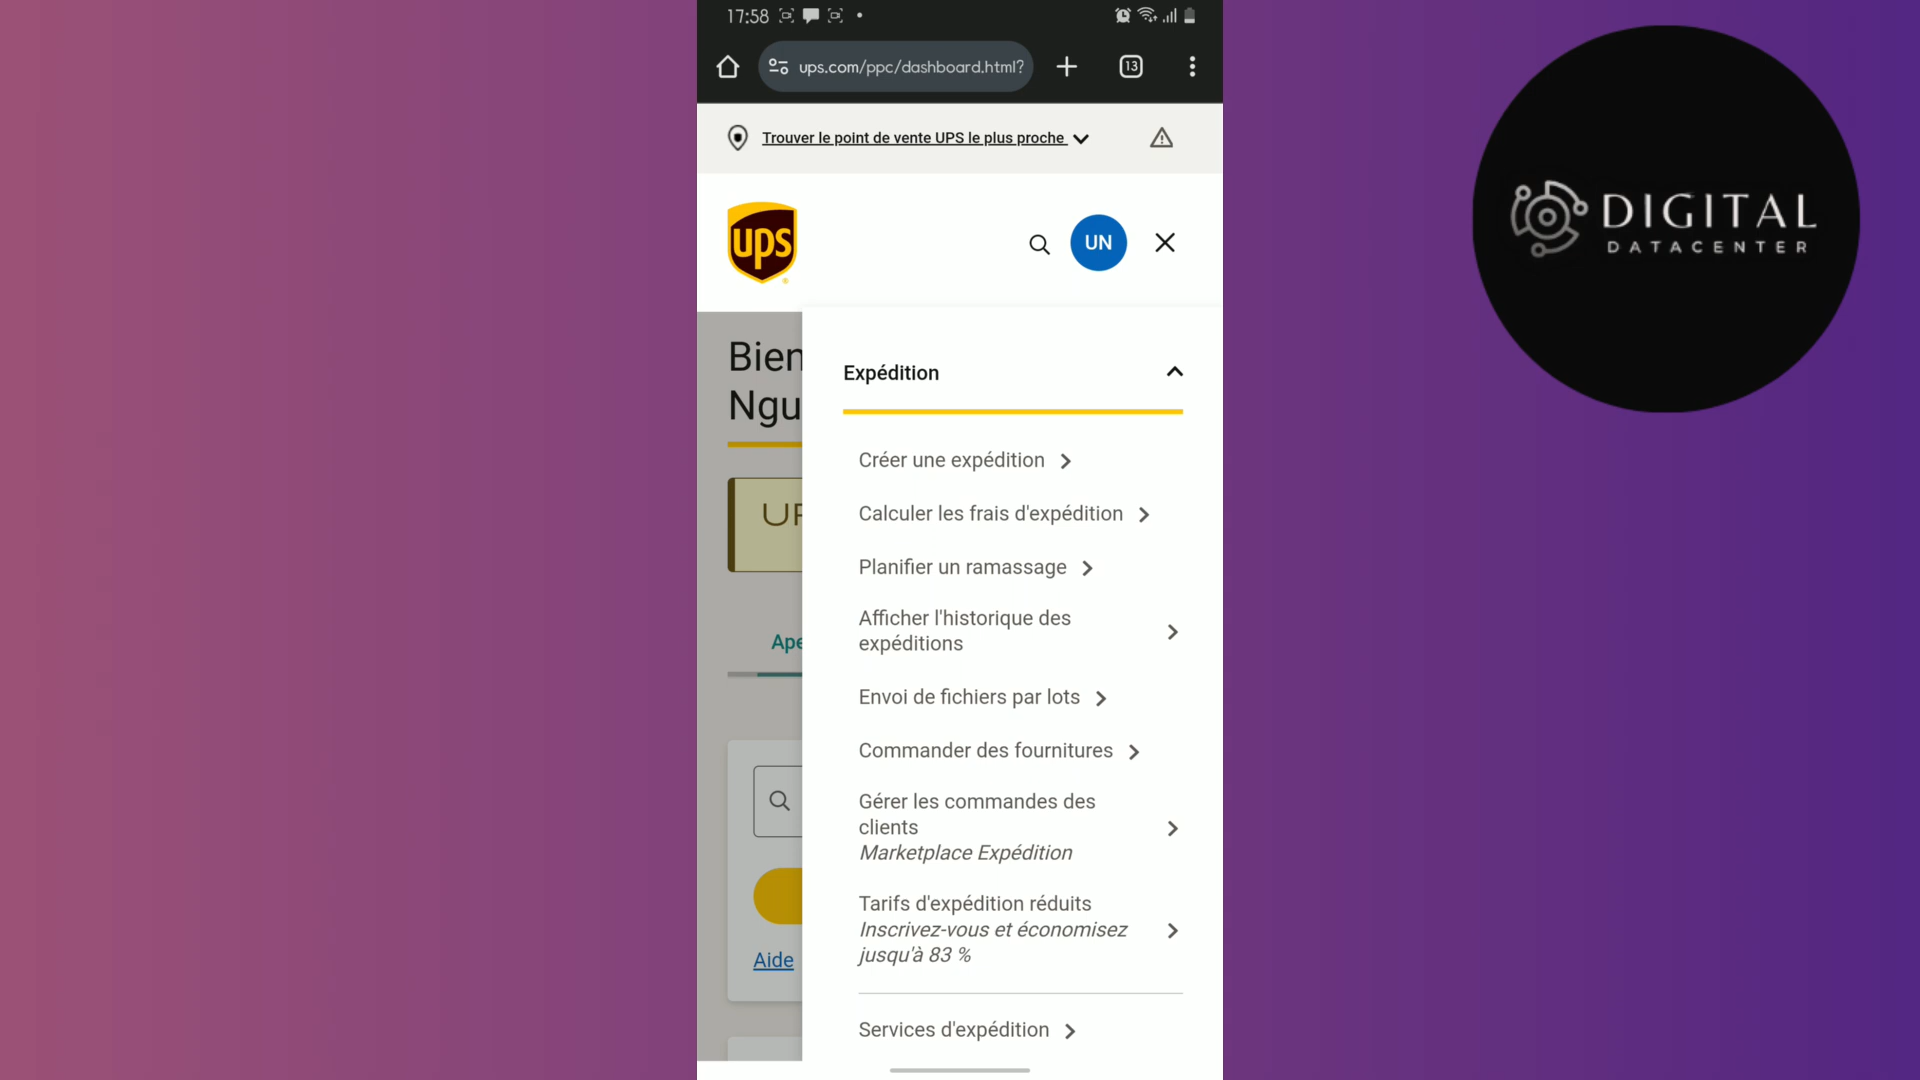 17:58
ups.com/ppc/dashboard.html?
13
Trouver le point de vente UPS le plus proche
ups
UN
DIGITAL
DATACENTER
Bien
Ngu
Expédition
Créer une expédition
Calculer les frais d'expédition
UP
Planifier un ramassage
Afficher l'historique des
expéditions
Ape
Envoi de fichiers par lots
Commander des fournitures
Gérer les commandes des
clients
Marketplace Expédition
Tarifs d'expédition réduits
Inscrivez-vous et économisez
jusqu'à 83 %
Aide
Services d'expédition